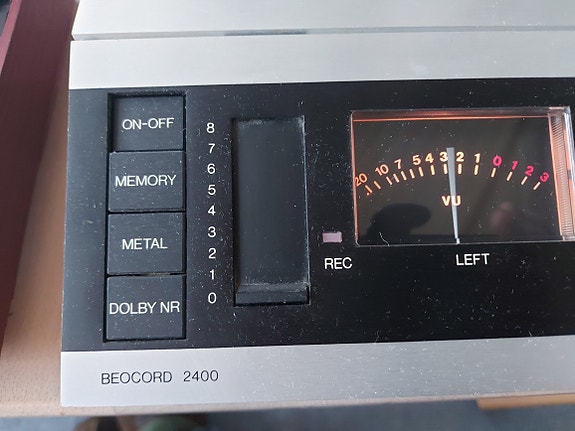 ON-OFF
MEMORY
METAL
DOLBY NR
8
7
6
5
4
3
2
1
0
20 10 7 5 4 3 2 1 0 1 2 3
VU
REC
LEFT
BEOCORD 2400